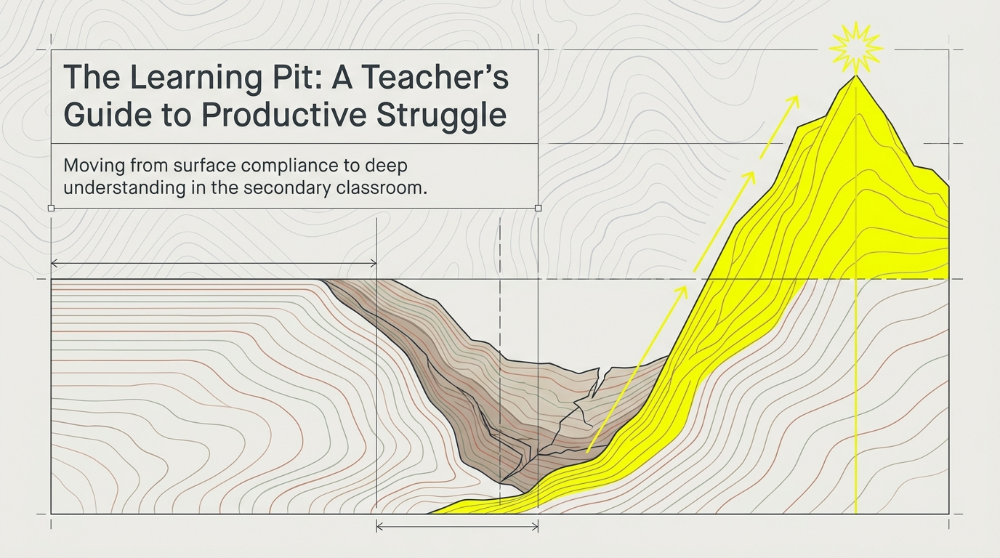 The Learning Pit: A Teacher’s
Guide to Productive Struggle
Moving from surface compliance to deep
understanding in the secondary classroom.